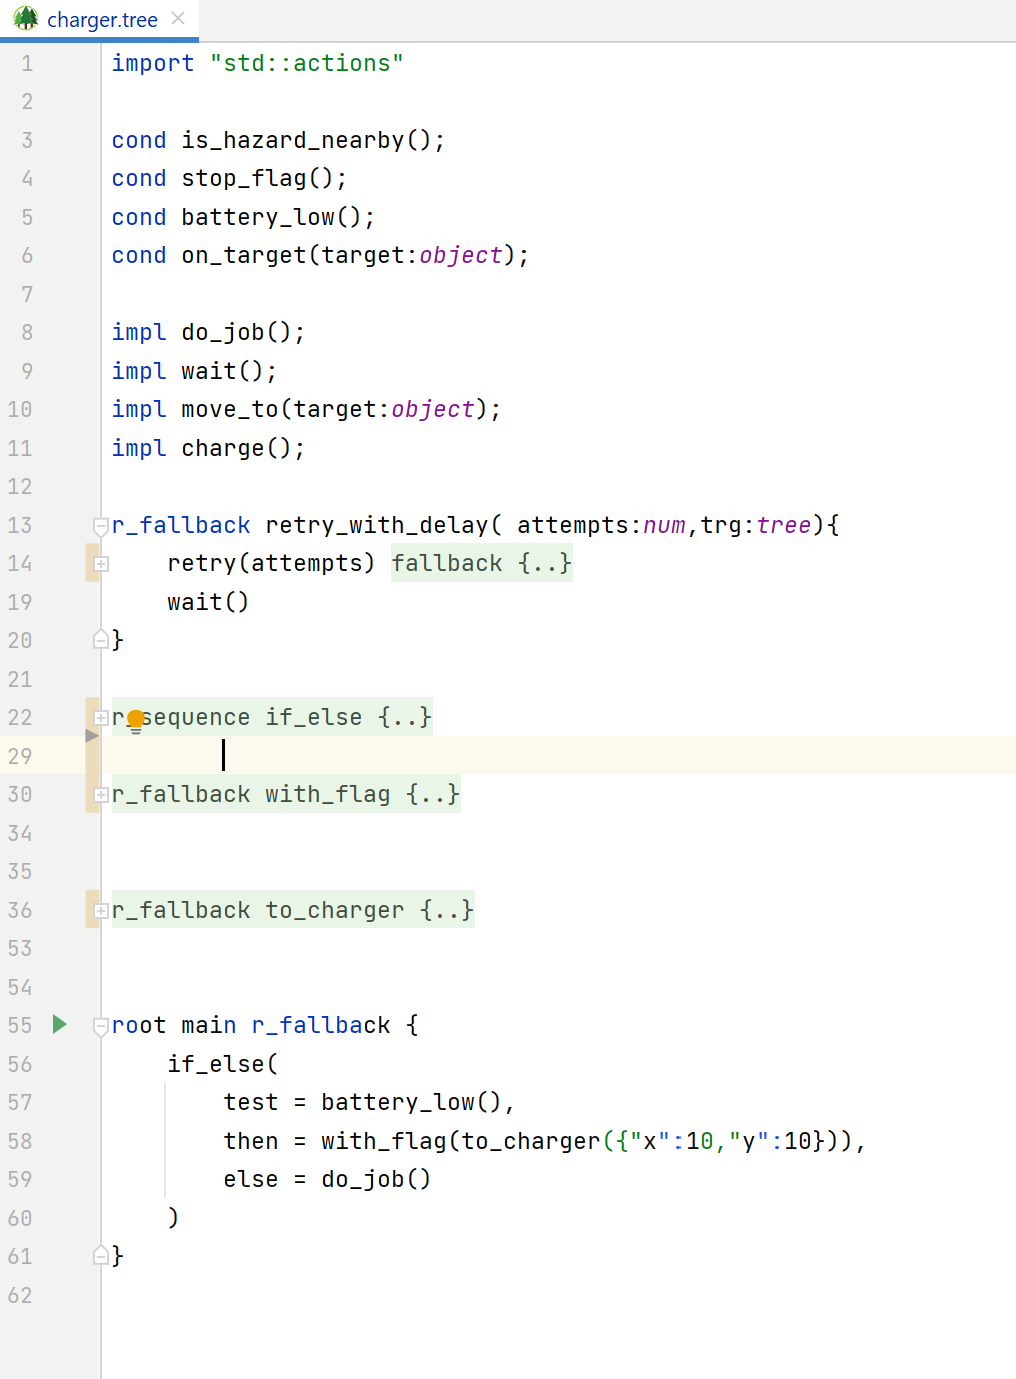 charger.tree
1 import "std::actions"
2
3 cond is_hazard_nearby();
4 cond stop_flag();
5 cond battery_low();
6 cond on_target(target:object);
7
8 impl do_job();
9 impl wait();
10 impl move_to(target:object);
11 impl charge();
12
13 r_fallback retry_with_delay( attempts:num,trg:tree){
14 retry(attempts) fallback {..}
19 wait()
20 }
21
22 r_sequence if_else {..}
29
30 r_fallback with_flag {..}
34
35
36 r_fallback to_charger {..}
53
54
55 root main r_fallback {
56 if_else(
57 test = battery_low(),
58 then = with_flag(to_charger({"x":10,"y":10})),
59 else = do_job()
60 )
61 }
62